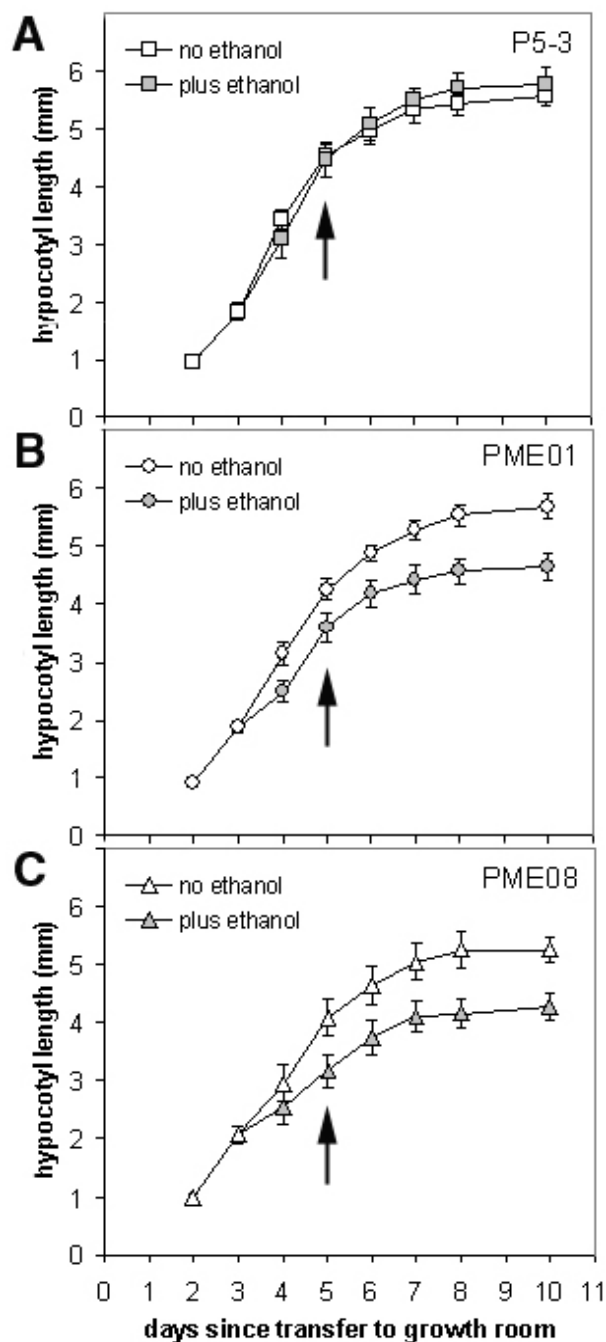 A
P5-3
no ethanol
plus ethanol
hypocotyl length (mm)
6
5
4
3
2
1
0
B
PME01
no ethanol
plus ethanol
hypocotyl length (mm)
6
5
4
3
2
1
0
C
PME08
no ethanol
plus ethanol
hypocotyl length (mm)
6
5
4
3
2
1
0
0 1 2 3 4 5 6 7 8 9 10
days since transfer to growth room